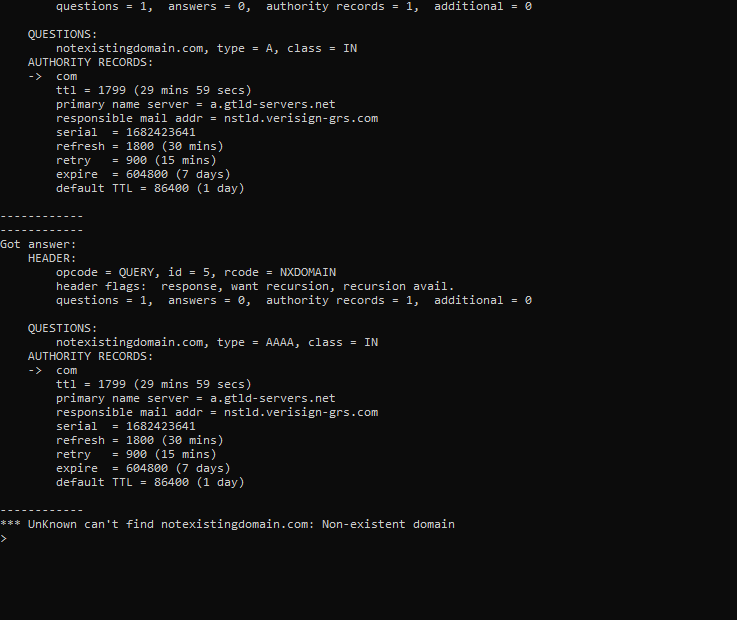 questions = 1,  answers = 0,  authority records = 1,  additional = 0

    QUESTIONS:
        notexistingdomain.com, type = A, class = IN
    AUTHORITY RECORDS:
    ->  com
        ttl = 1799 (29 mins 59 secs)
        primary name server = a.gtld-servers.net
        responsible mail addr = nstld.verisign-grs.com
        serial  = 1682423641
        refresh = 1800 (30 mins)
        retry   = 900 (15 mins)
        expire  = 604800 (7 days)
        default TTL = 86400 (1 day)

------------
------------
Got answer:
    HEADER:
        opcode = QUERY, id = 5, rcode = NXDOMAIN
        header flags:  response, want recursion, recursion avail.
        questions = 1,  answers = 0,  authority records = 1,  additional = 0

    QUESTIONS:
        notexistingdomain.com, type = AAAA, class = IN
    AUTHORITY RECORDS:
    ->  com
        ttl = 1799 (29 mins 59 secs)
        primary name server = a.gtld-servers.net
        responsible mail addr = nstld.verisign-grs.com
        serial  = 1682423641
        refresh = 1800 (30 mins)
        retry   = 900 (15 mins)
        expire  = 604800 (7 days)
        default TTL = 86400 (1 day)

------------
*** UnKnown can't find notexistingdomain.com: Non-existent domain
>